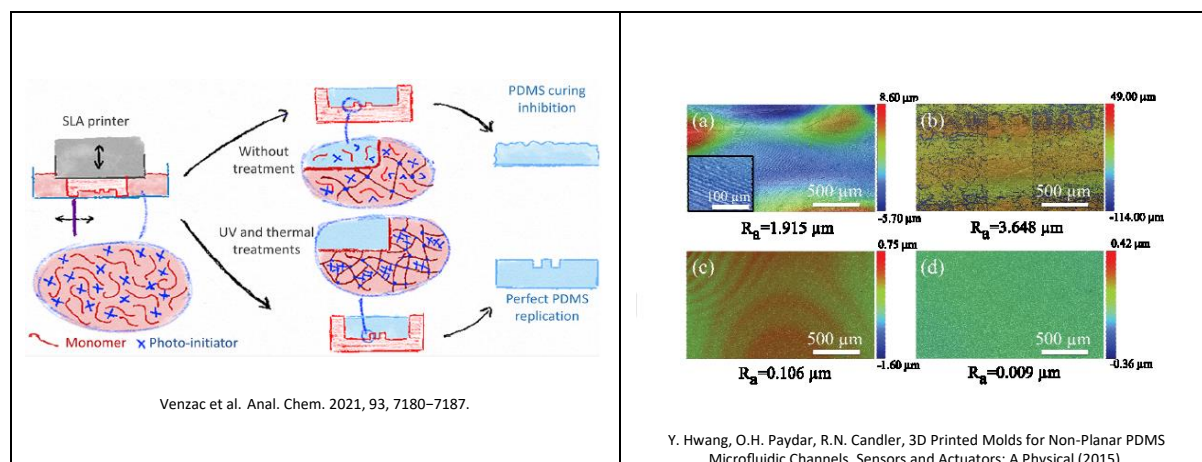 SLA printer
Without
treatment
UV and thermal
treatments
PDMS curing
inhibition
Perfect PDMS
replication
Monomer
Photo-initiator
Venzac et al. Anal. Chem. 2021, 93, 7180−7187.
(a)
100 µm
500 µm
8.60 µm
-5.70 µm
Ra=1.915 µm
(b)
500 µm
49.00 µm
-114.00 µm
Ra=3.648 µm
(c)
500 µm
0.75 µm
-1.60 µm
Ra=0.106 µm
(d)
500 µm
0.42 µm
-0.36 µm
Ra=0.009 µm
Y. Hwang, O.H. Paydar, R.N. Candler, 3D Printed Molds for Non-Planar PDMS
Microfluidic Channels, Sensors and Actuators: A Physical (2015)